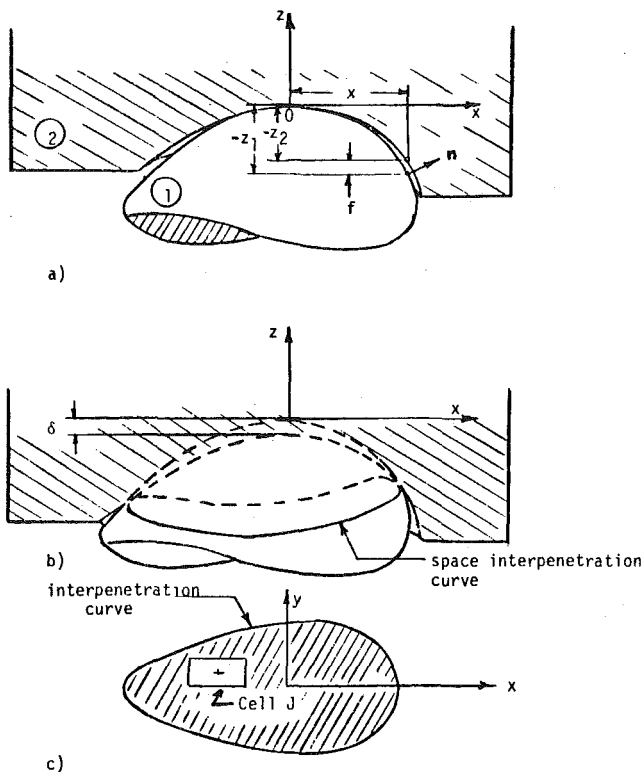 z
x
2
0
x
-z1
-z2
n
1
f
a)
z
x
δ
b)
space interpenetration
curve
interpenetration
curve
y
x
Cell J
c)